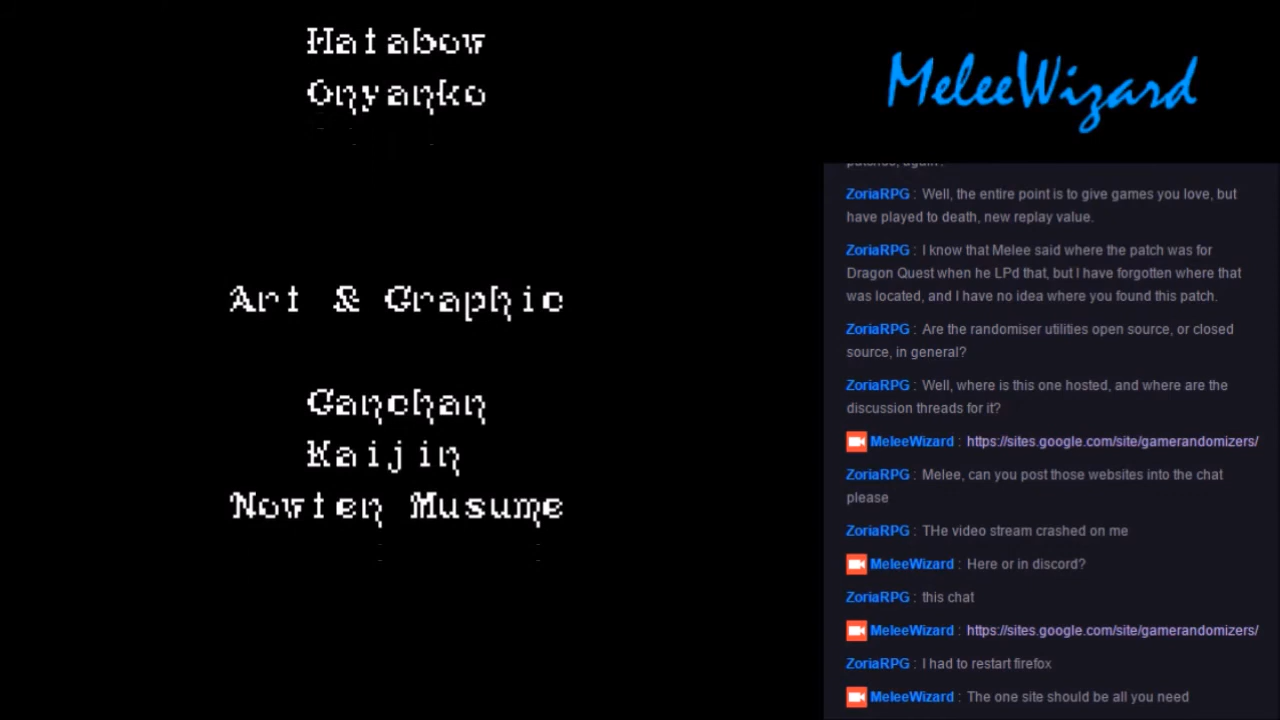 Hatabow
Onyanko
Art & Graphic
Ganchan
Kaijin
Nowten Musume
MeleeWizard
patches, again?
ZoriaRPG : Well, the entire point is to give games you love, but
have played to death, new replay value.
ZoriaRPG : I know that Melee said where the patch was for
Dragon Quest when he LPd that, but I have forgotten where that
was located, and I have no idea where you found this patch.
ZoriaRPG : Are the randomiser utilities open source, or closed
source, in general?
ZoriaRPG : Well, where is this one hosted, and where are the
discussion threads for it?
MeleeWizard : https://sites.google.com/site/gamerandomizers/
ZoriaRPG : Melee, can you post those websites into the chat
please
ZoriaRPG : THe video stream crashed on me
MeleeWizard : Here or in discord?
ZoriaRPG : this chat
MeleeWizard : https://sites.google.com/site/gamerandomizers/
ZoriaRPG : I had to restart firefox
MeleeWizard : The one site should be all you need